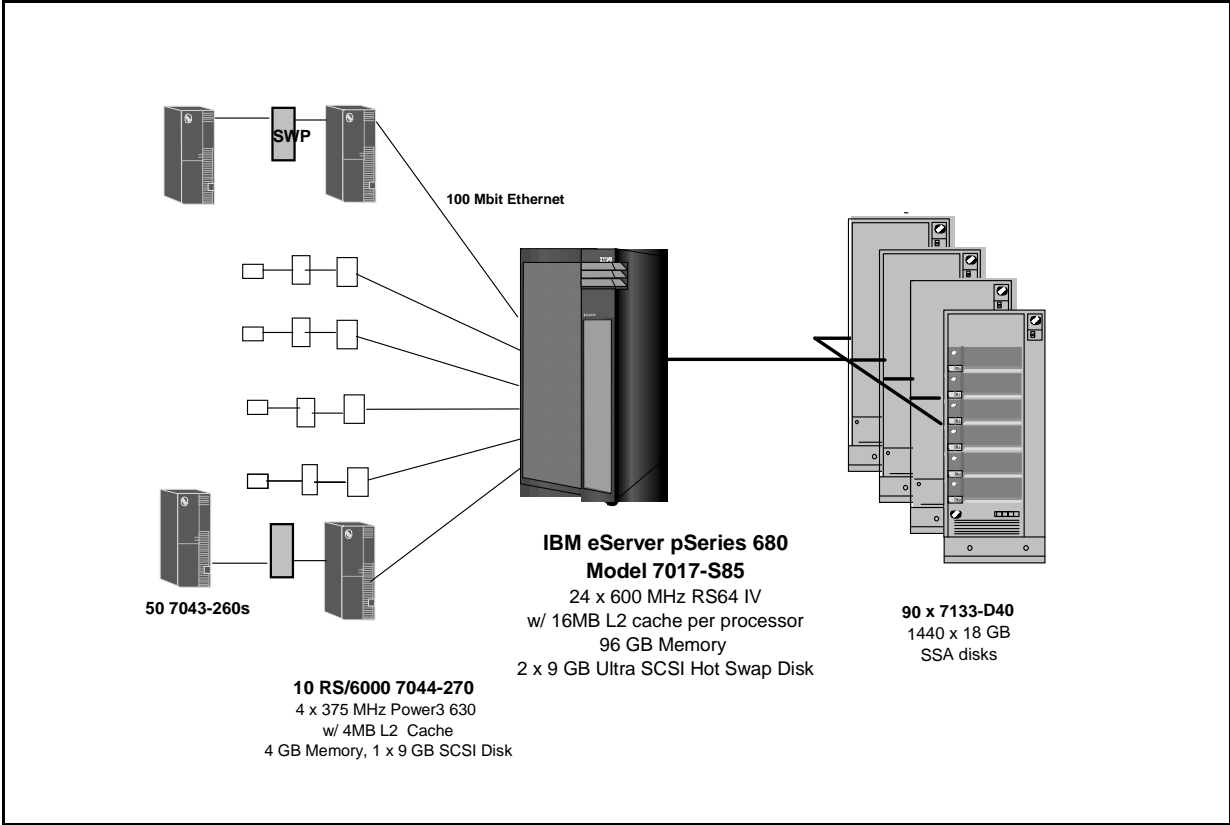 SWP
100 Mbit Ethernet
50 7043-260s
10 RS/6000 7044-270
4 x 375 MHz Power3 630
w/ 4MB L2 Cache
4 GB Memory, 1 x 9 GB SCSI Disk
IBM eServer pSeries 680
Model 7017-S85
24 x 600 MHz RS64 IV
w/ 16MB L2 cache per processor
96 GB Memory
2 x 9 GB Ultra SCSI Hot Swap Disk
90 x 7133-D40
1440 x 18 GB
SSA disks